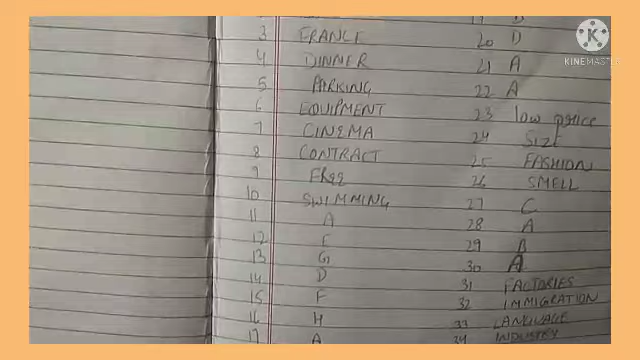 19 B
3 FRANCE
20 D
4 DINNER
21 A
5 PARKING
22 A
6 EQUIPMENT
23 low price
7 CINEMA
24 SIZE
8 CONTRACT
25 FASHION
9 FREE
26 SMELL
10 SWIMMING
27 C
11 A
28 A
12 E
29 B
13 G
30 A
14 D
31 FACTORIES
15 F
32 IMMIGRATION
16 H
33 LANGUAGE
17 A
34 INDUSTRY
KINEMASTER